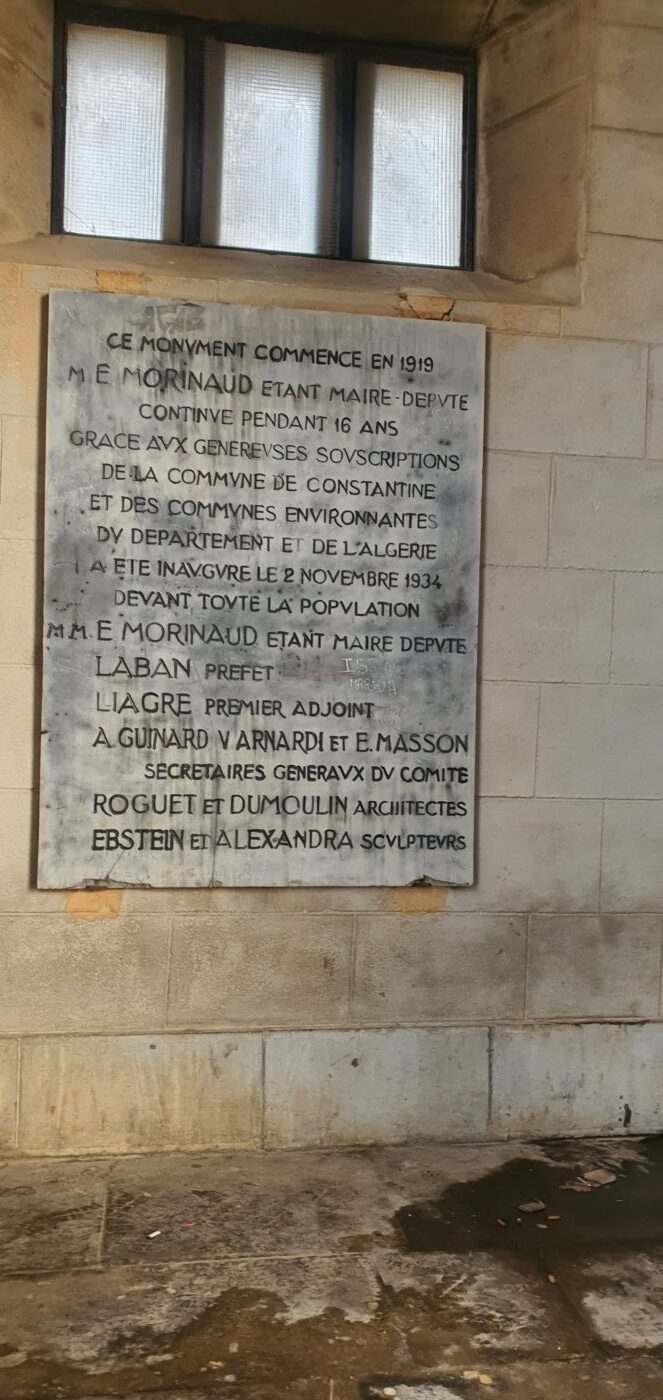 CE MONVMENT COMMENCE EN 1919
M E MORINAUD ETANT MAIRE-DEPVTE
CONTINVE PENDANT 16 ANS
GRACE AVX GENEREVSES SOVSCRIPTIONS
DE LA COMMVNE DE CONSTANTINE
ET DES COMMVNES ENVIRONNANTES
DV DEPARTEMENT ET DE L'ALGERIE
A ETE INAVGVRE LE 2 NOVEMBRE 1934
DEVANT TOVTE LA POPVLATION
M.M. E MORINAUD ETANT MAIRE DEPVTE
LABAN PREFET
LIAGRE PREMIER ADJOINT
A. GUINARD V ARNARDI ET E. MASSON
SECRETAIRES GENERAVX DV COMITE
ROGUET ET DUMOULIN ARCHITECTES
EBSTEIN ET ALEXANDRA SCVLPTEVRS